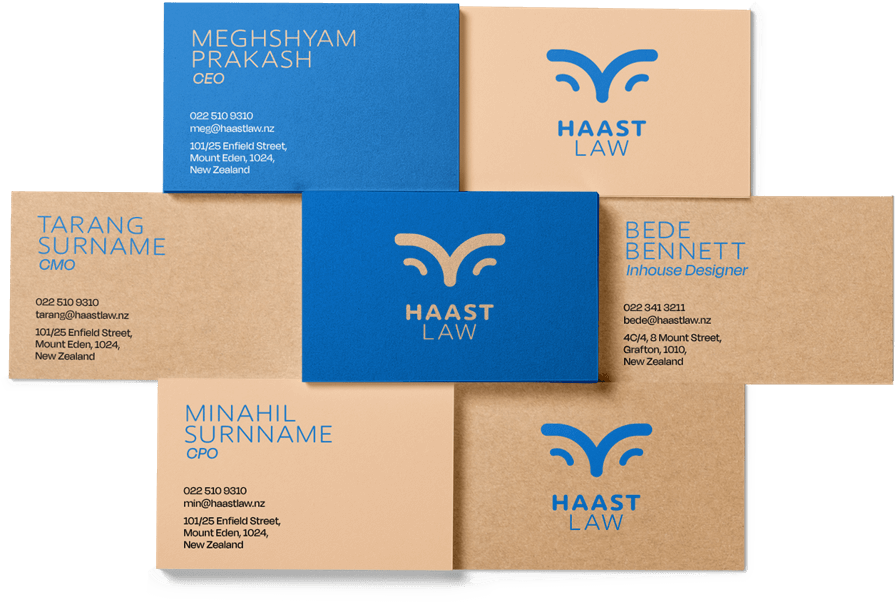 MEGHSHYAM
PRAKASH
CEO
022 510 9310
meg@haastlaw.nz
101/25 Enfield Street,
Mount Eden, 1024,
New Zealand
HAAST
LAW
TARANG
SURNAME
CMO
022 510 9310
tarang@haastlaw.nz
101/25 Enfield Street,
Mount Eden, 1024,
New Zealand
HAAST
LAW
BEDE
BENNETT
Inhouse Designer
022 341 3211
bede@haastlaw.nz
4C/4, 8 Mount Street,
Grafton, 1010,
New Zealand
MINAHIL
SURNNAME
CPO
022 510 9310
min@haastlaw.nz
101/25 Enfield Street,
Mount Eden, 1024,
New Zealand
HAAST
LAW